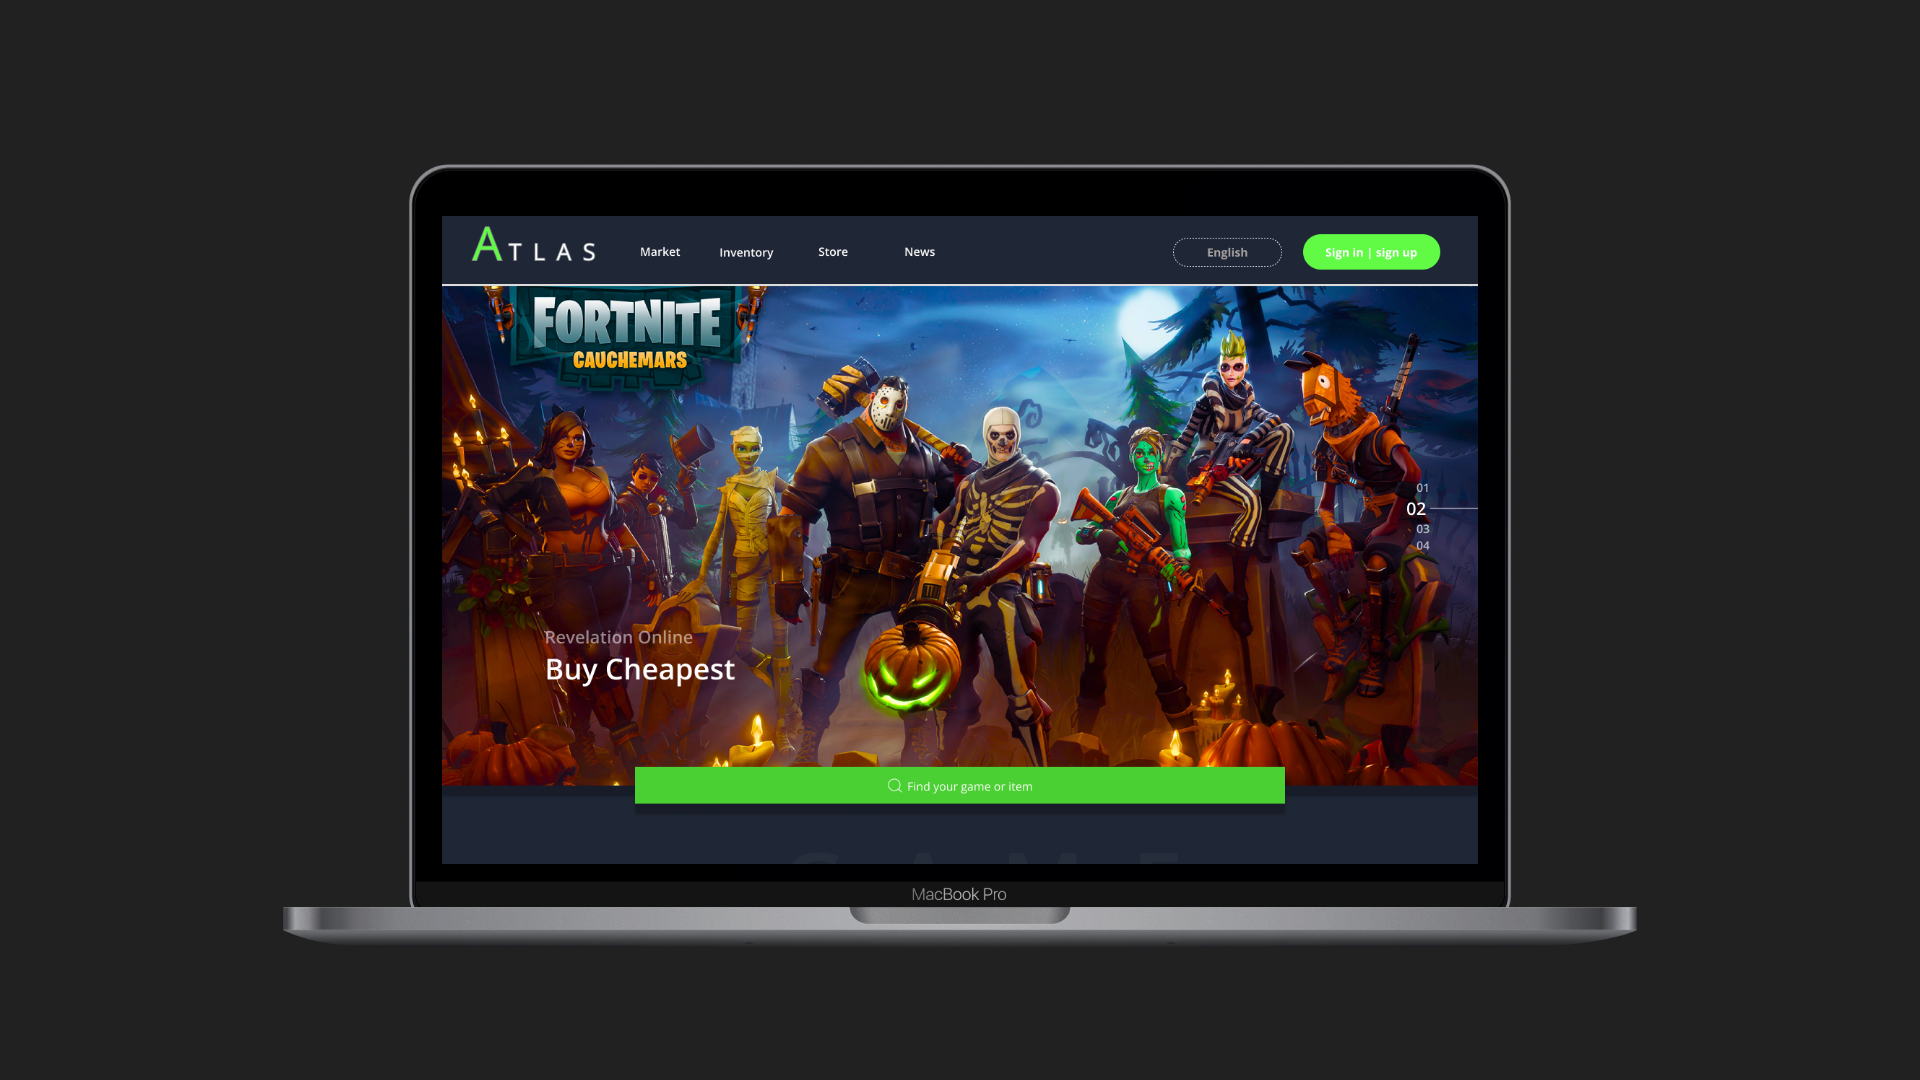 ATLAS
Market
Inventory
Store
News
English
Sign in | sign up
FORTNITE
CAUCHEMARS
01
02
03
04
Revelation Online
Buy Cheapest
Find your game or item
GAME
MacBook Pro